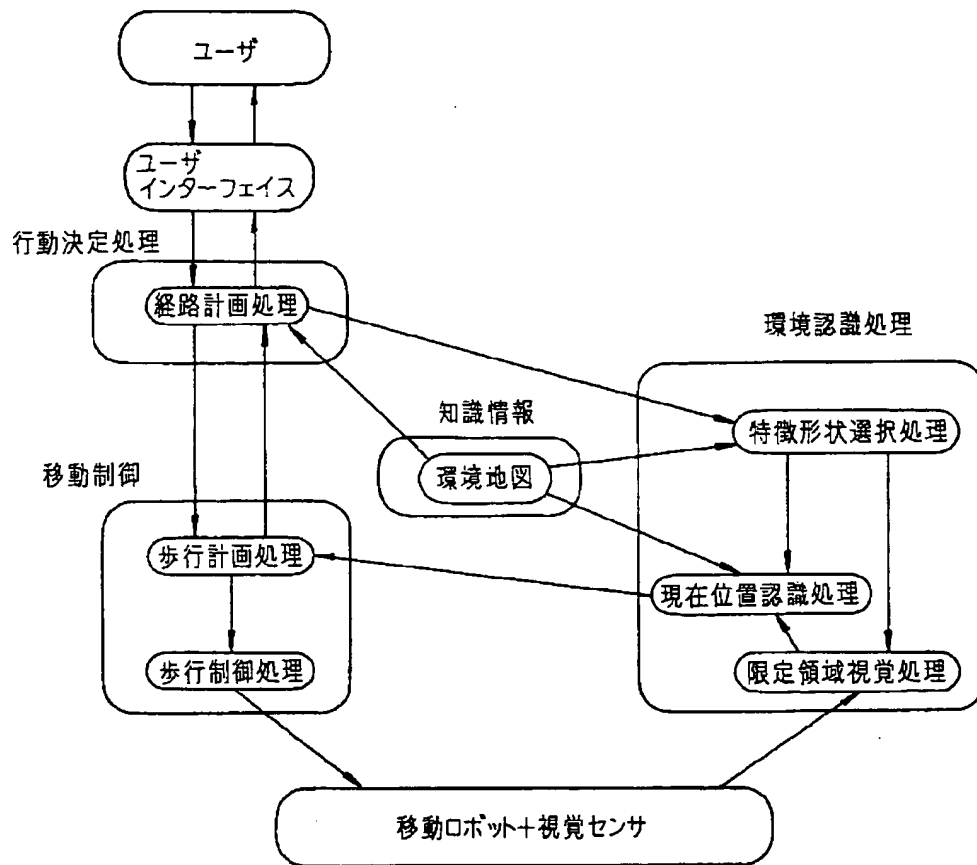 ユーザ
ユーザ
インターフェイス
行動決定処理
経路計画処理
環境認識処理
知識情報
特徴形状選択処理
環境地図
移動制御
歩行計画処理
現在位置認識処理
歩行制御処理
限定領域視覚処理
移動ロボット+視覚センサ